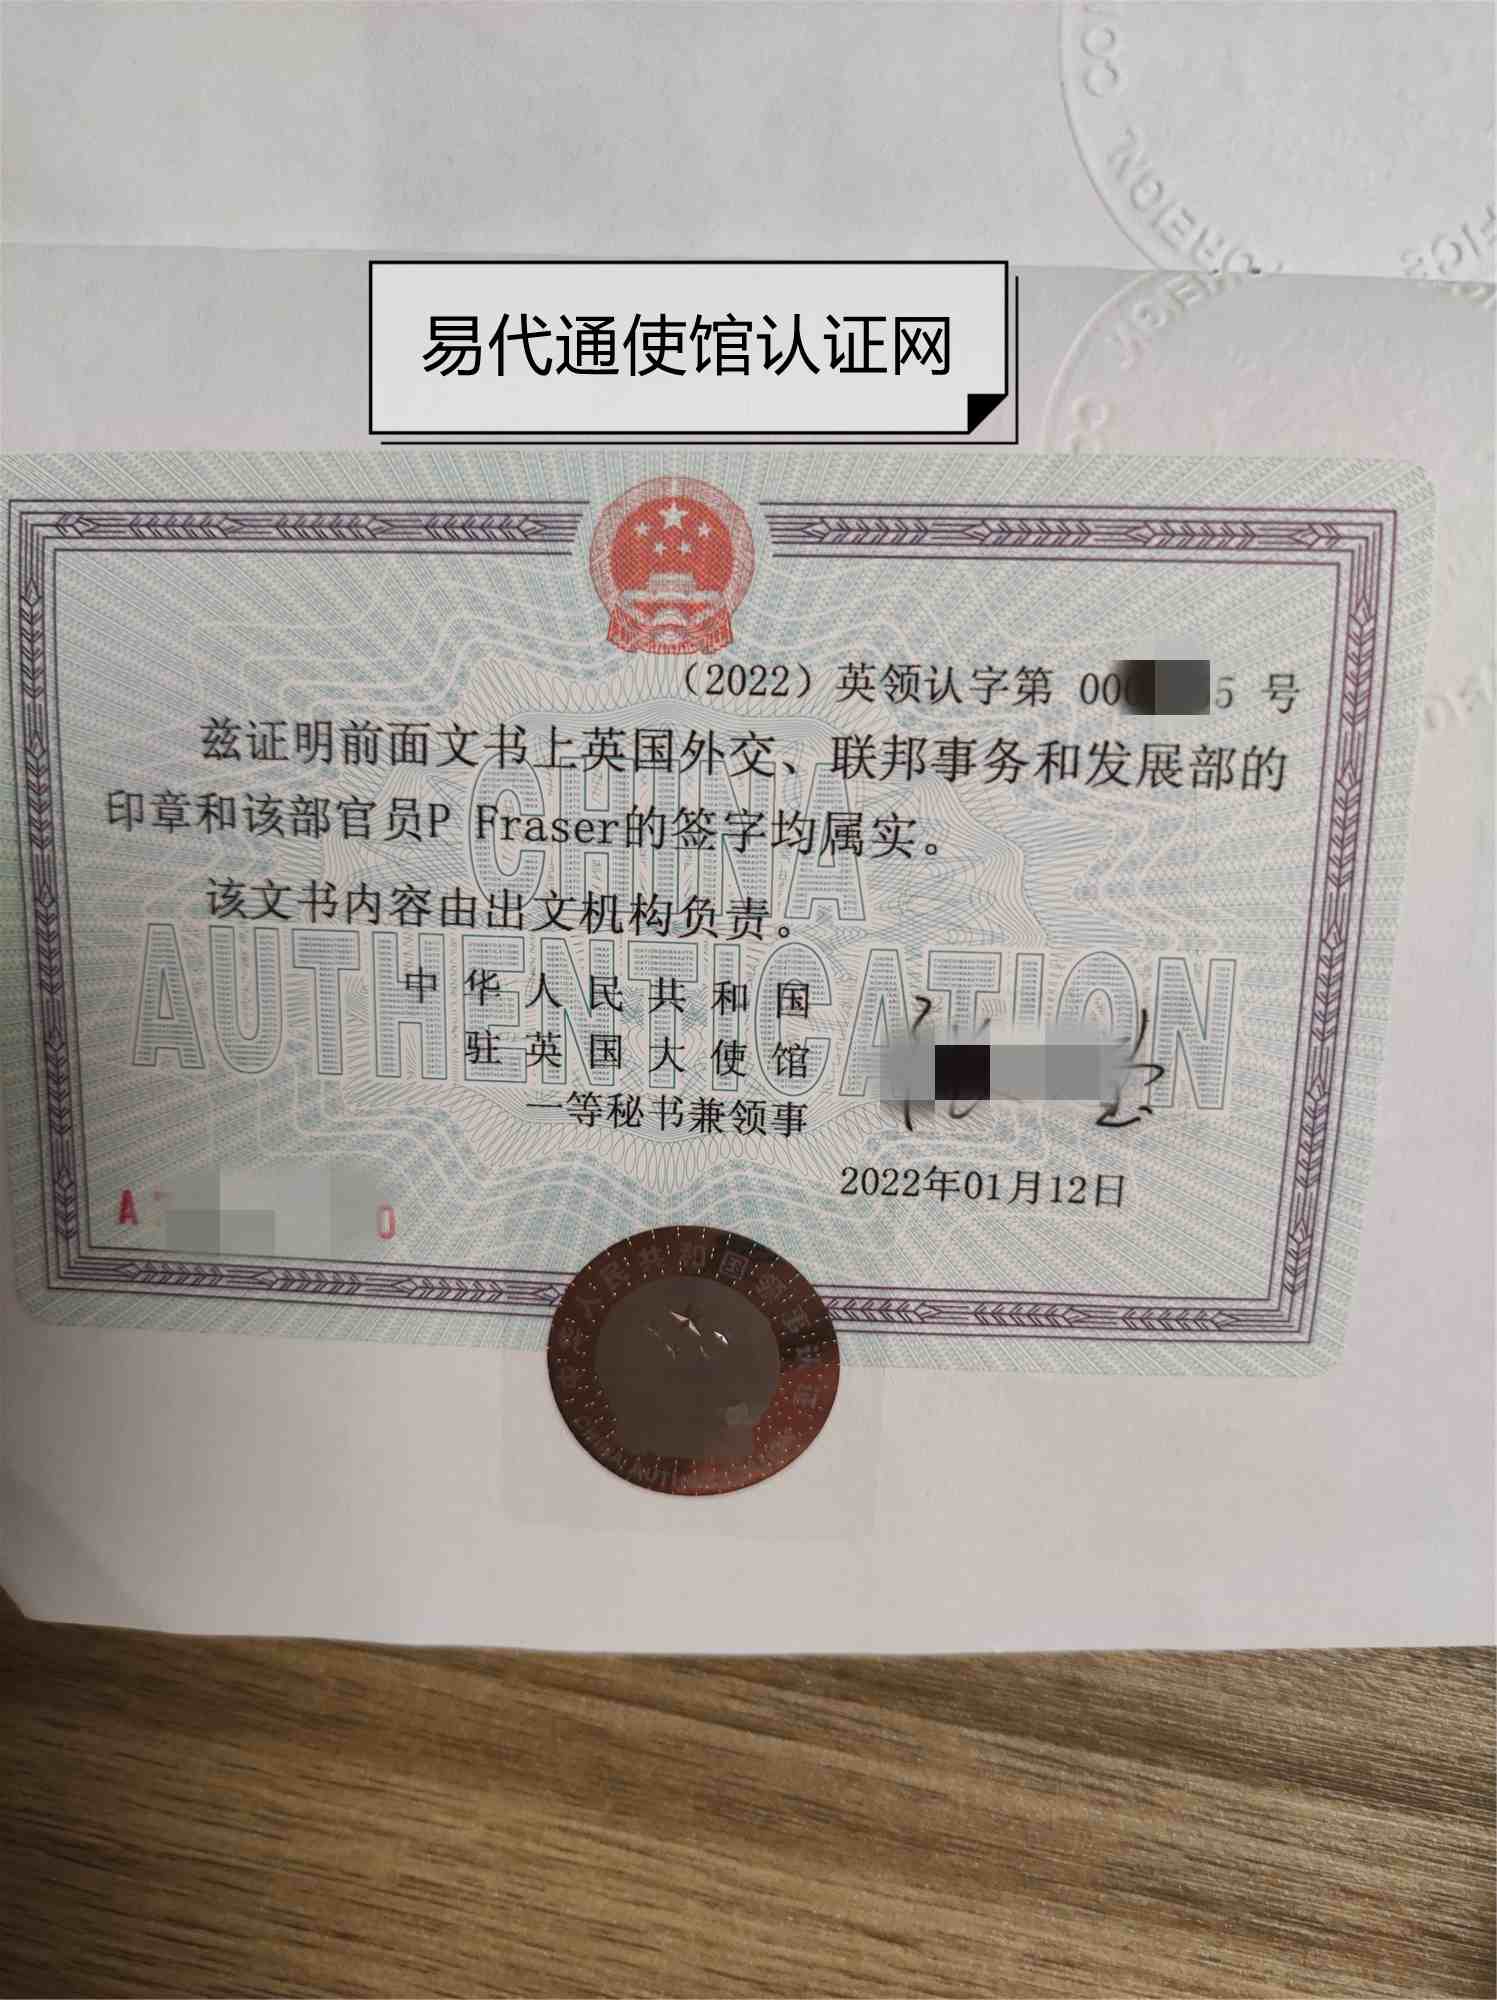 易代通使馆认证网
（2022）英领认字第 00 5 号
兹证明前面文书上英国外交、联邦事务和发展部的
印章和该部官员P Fraser的签字均属实。
该文书内容由出文机构负责。
中华人民共和国
驻英国大使馆
一等秘书兼领事
2022年01月12日
A 0
CHINA
AUTHENTICATION